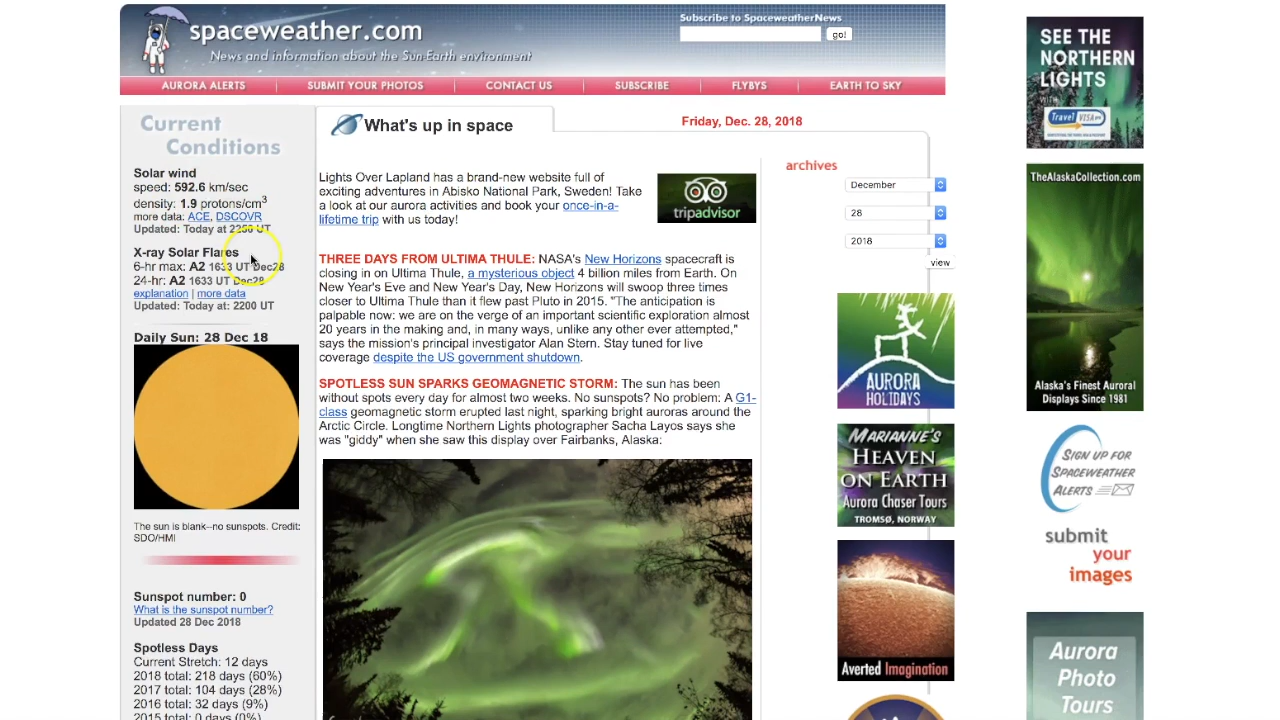 spaceweather.com
News and information about the Sun-Earth environment
Subscribe to SpaceweatherNews
go!
AURORA ALERTS
SUBMIT YOUR PHOTOS
CONTACT US
SUBSCRIBE
FLYBYS
EARTH TO SKY
Current
Conditions
Solar wind
speed: 592.6 km/sec
density: 1.9 protons/cm3
more data: ACE, DSCOVR
Updated: Today at 2200 UT
X-ray Solar Flares
6-hr max: A2 1633 UT Dec28
24-hr: A2 1633 UT Dec28
explanation | more data
Updated: Today at: 2200 UT
Daily Sun: 28 Dec 18
The sun is blank--no sunspots. Credit:
SDO/HMI
Sunspot number: 0
What is the sunspot number?
Updated 28 Dec 2018
Spotless Days
Current Stretch: 12 days
2018 total: 218 days (60%)
2017 total: 104 days (28%)
2016 total: 32 days (9%)
2015 total: 0 days (0%)
What's up in space
Friday, Dec. 28, 2018
Lights Over Lapland has a brand-new website full of
exciting adventures in Abisko National Park, Sweden! Take
a look at our aurora activities and book your once-in-a-
lifetime trip with us today!
tripadvisor
THREE DAYS FROM ULTIMA THULE: NASA's New Horizons spacecraft is
closing in on Ultima Thule, a mysterious object 4 billion miles from Earth. On
New Year's Eve and New Year's Day, New Horizons will swoop three times
closer to Ultima Thule than it flew past Pluto in 2015. "The anticipation is
palpable now: we are on the verge of an important scientific exploration almost
20 years in the making and, in many ways, unlike any other ever attempted,"
says the mission's principal investigator Alan Stern. Stay tuned for live
coverage despite the US government shutdown.
SPOTLESS SUN SPARKS GEOMAGNETIC STORM: The sun has been
without spots every day for almost two weeks. No sunspots? No problem: A G1-
class geomagnetic storm erupted last night, sparking bright auroras around the
Arctic Circle. Longtime Northern Lights photographer Sacha Layos says she
was "giddy" when she saw this display over Fairbanks, Alaska:
archives
December
28
2018
view
AURORA
HOLIDAYS
MARIANNE'S
HEAVEN
ON EARTH
Aurora Chaser Tours
TROMSØ, NORWAY
Averted Imagination
SEE THE
NORTHERN
LIGHTS
WITH
Travel VISA pro
TheAlaskaCollection.com
Alaska's Finest Auroral
Displays Since 1981
SIGN UP FOR
SPACEWEATHER
ALERTS
submit
your
images
Aurora
Photo
Tours